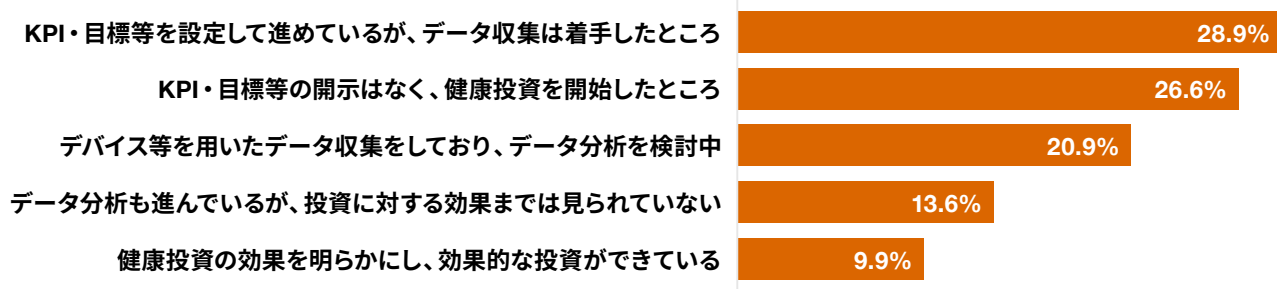 KPI・目標等を設定して進めているが、データ収集は着手したところ 28.9%
KPI・目標等の開示はなく、健康投資を開始したところ 26.6%
デバイス等を用いたデータ収集をしており、データ分析を検討中 20.9%
データ分析も進んでいるが、投資に対する効果までは見られていない 13.6%
健康投資の効果を明らかにし、効果的な投資ができている 9.9%